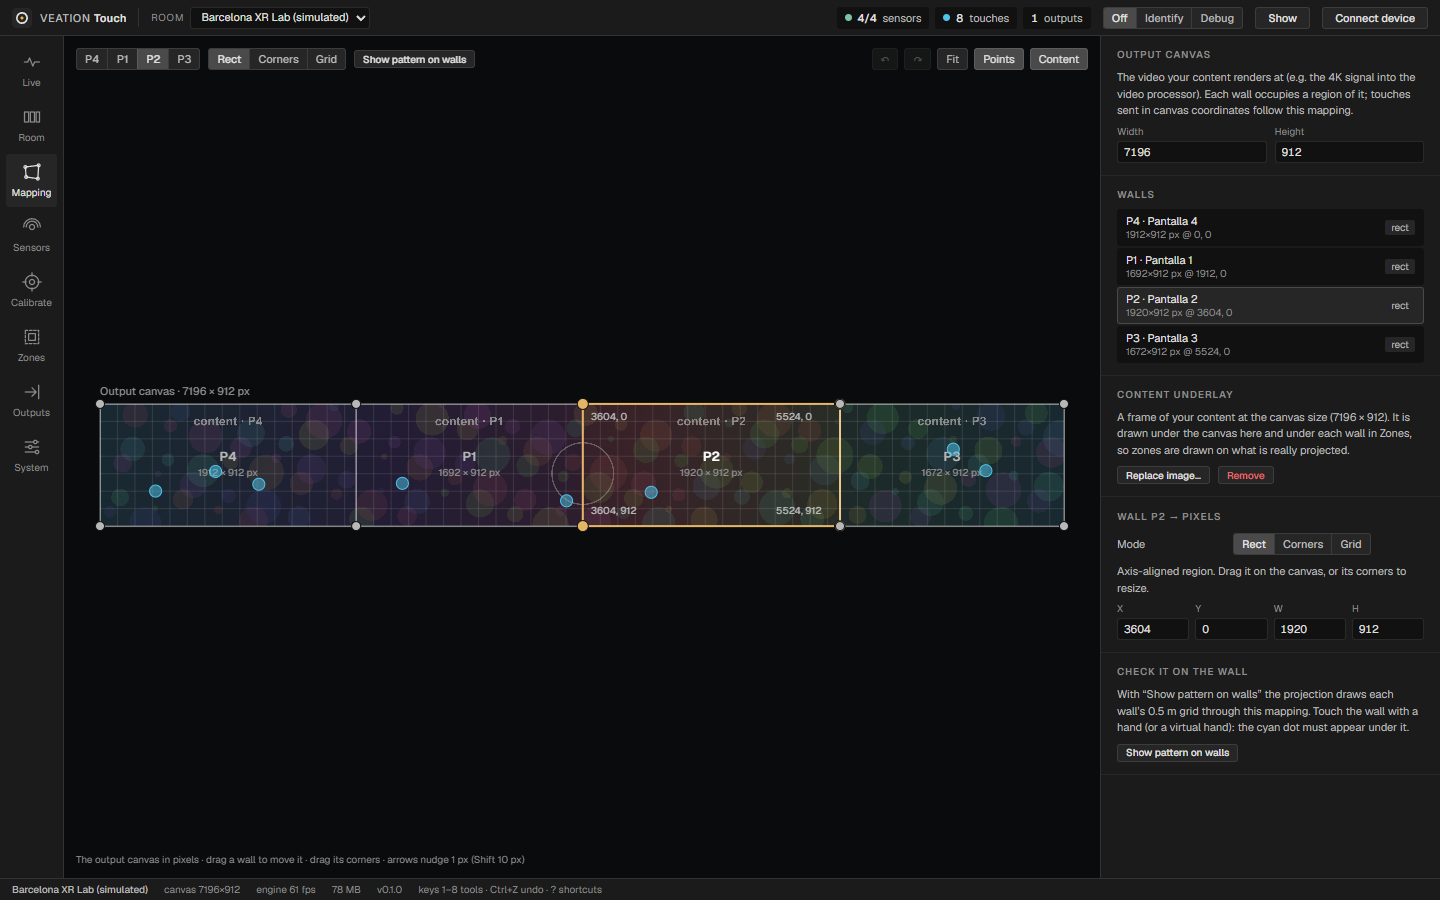 VEATION Touch
ROOM
Barcelona XR Lab (simulated)
4/4 sensors
8 touches
1 outputs
Off
Identify
Debug
Show
Connect device
Live
Room
Mapping
Sensors
Calibrate
Zones
Outputs
System
P4
P1
P2
P3
Rect
Corners
Grid
Show pattern on walls
Fit
Points
Content
Output canvas · 7196 × 912 px
content · P4
P4
1912 × 912 px
content · P1
P1
1692 × 912 px
3604, 0
content · P2
5524, 0
P2
1920 × 912 px
3604, 912
5524, 912
content · P3
P3
1672 × 912 px
The output canvas in pixels · drag a wall to move it · drag its corners · arrows nudge 1 px (Shift 10 px)
OUTPUT CANVAS
The video your content renders at (e.g. the 4K signal into the
video processor). Each wall occupies a region of it; touches
sent in canvas coordinates follow this mapping.
Width
Height
7196
912
WALLS
P4 · Pantalla 4
1912×912 px @ 0, 0
rect
P1 · Pantalla 1
1692×912 px @ 1912, 0
rect
P2 · Pantalla 2
1920×912 px @ 3604, 0
rect
P3 · Pantalla 3
1672×912 px @ 5524, 0
rect
CONTENT UNDERLAY
A frame of your content at the canvas size (7196 × 912). It is
drawn under the canvas here and under each wall in Zones,
so zones are drawn on what is really projected.
Replace image…
Remove
WALL P2 → PIXELS
Mode
Rect
Corners
Grid
Axis-aligned region. Drag it on the canvas, or its corners to
resize.
X
Y
W
H
3604
0
1920
912
CHECK IT ON THE WALL
With “Show pattern on walls” the projection draws each
wall's 0.5 m grid through this mapping. Touch the wall with a
hand (or a virtual hand): the cyan dot must appear under it.
Show pattern on walls
Barcelona XR Lab (simulated)
canvas 7196×912
engine 61 fps
78 MB
v0.1.0
keys 1–8 tools · Ctrl+Z undo · ? shortcuts